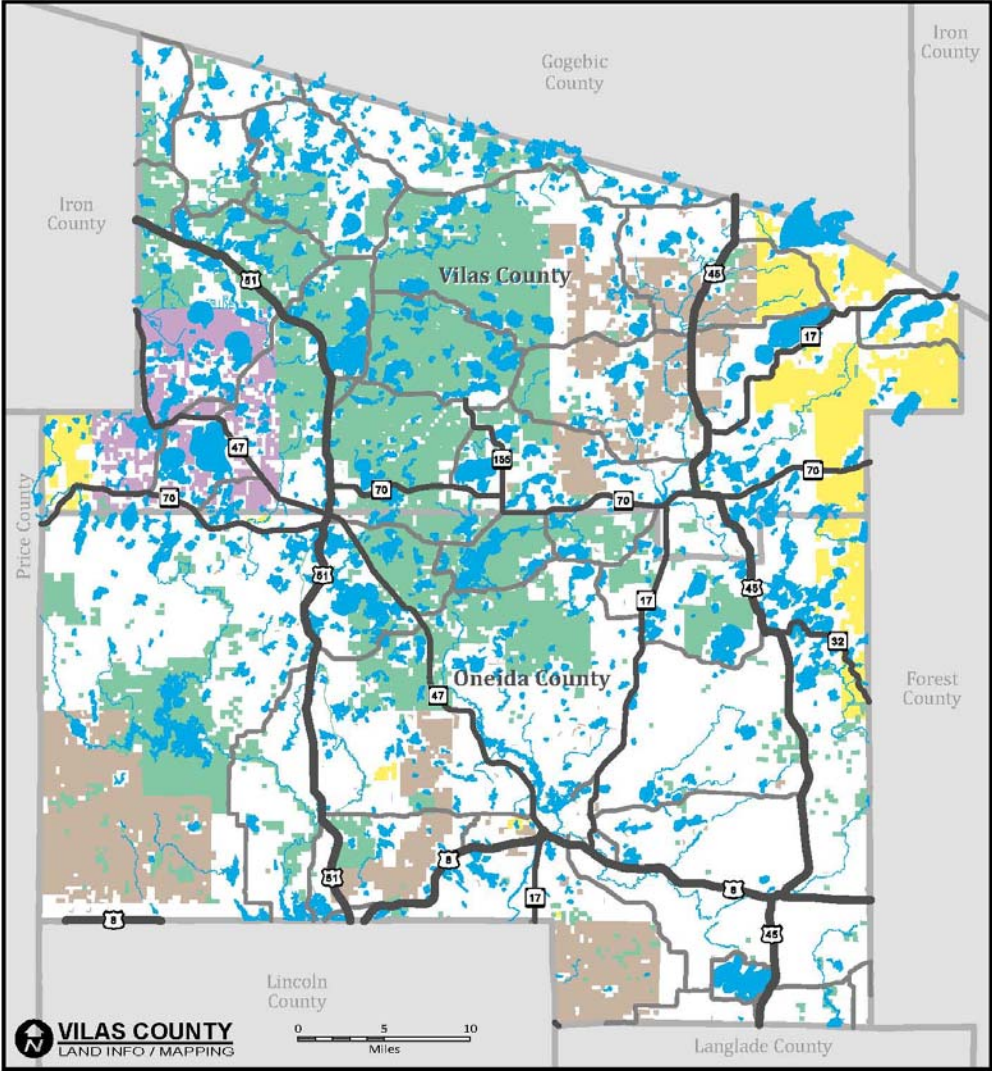 Iron
County
Gogebic
County
Iron
County
51
Vilas County
45
17
47
155
70
70
70
70
Price County
51
45
17
32
Oneida County
47
Forest
County
8
51
8
17
8
45
Lincoln
County
Langlade County
N
VILAS COUNTY
LAND INFO / MAPPING
0 5 10
Miles